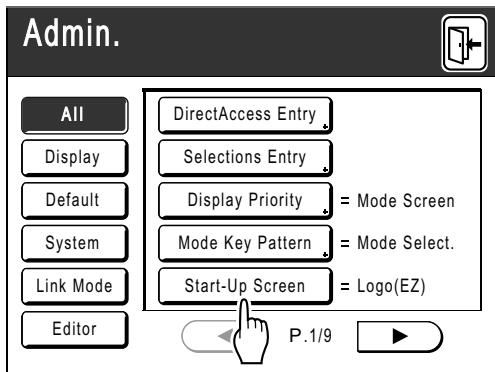 Admin.
All
Display
Default
System
Link Mode
Editor
DirectAccess Entry
Selections Entry
Display Priority = Mode Screen
Mode Key Pattern = Mode Select.
Start-Up Screen = Logo(EZ)
P.1/9